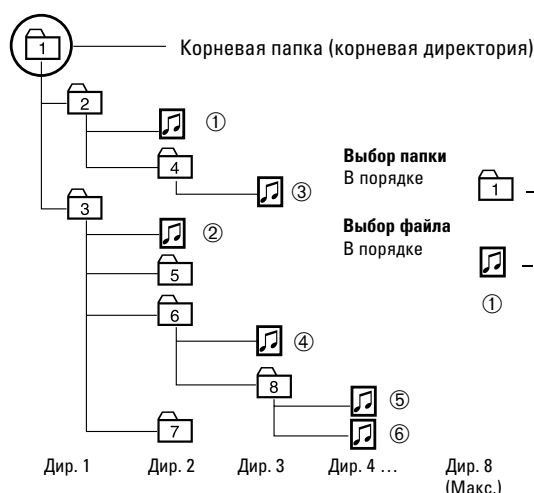 1
Корневая папка (корневая директория)
2
①
4
③
3
②
5
6
④
8
⑤
⑥
7
Выбор папки
В порядке
1
Выбор файла
В порядке
①
Дир. 1 Дир. 2 Дир. 3 Дир. 4 … Дир. 8
(Макс.)